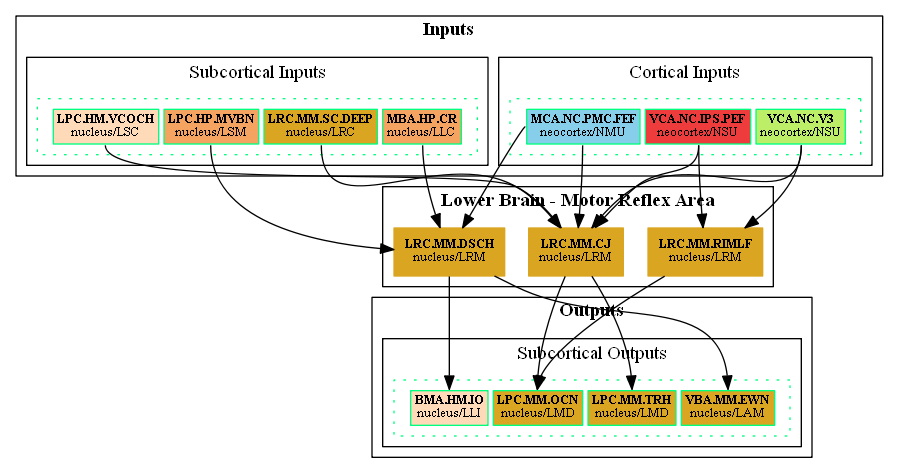 Inputs
Subcortical Inputs
Cortical Inputs
LPC.HM.VCOCH
nucleus/LSC
LPC.HP.MVBN
nucleus/LSM
LRC.MM.SC.DEEP
nucleus/LRC
MBA.HP.CR
nucleus/LLC
MCA.NC.PMC.FEF
neocortex/NMU
VCA.NC.IPS.PEF
neocortex/NSU
VCA.NC.V3
neocortex/NSU
Lower Brain - Motor Reflex Area
LRC.MM.DSCH
nucleus/LRM
LRC.MM.CJ
nucleus/LRM
LRC.MM.RIMLF
nucleus/LRM
Outputs
Subcortical Outputs
BMA.HM.IO
nucleus/LLI
LPC.MM.OCN
nucleus/LMD
LPC.MM.TRH
nucleus/LMD
VBA.MM.EWN
nucleus/LAM